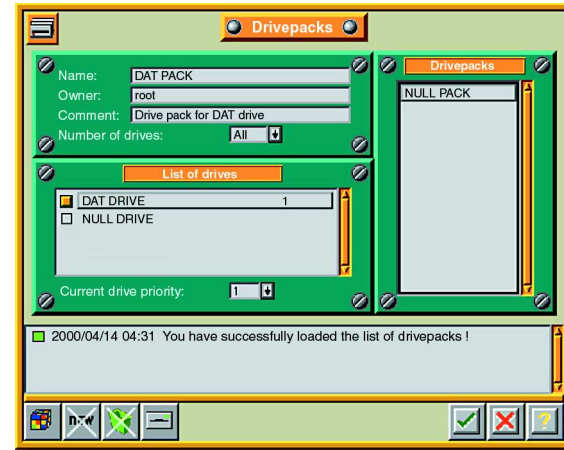 Drivepacks
Name: DAT PACK
Owner: root
Comment: Drive pack for DAT drive
Number of drives: All
List of drives
DAT DRIVE 1
NULL DRIVE
Current drive priority: 1
Drivepacks
NULL PACK
2000/04/14 04:31 You have successfully loaded the list of drivepacks !
new
?